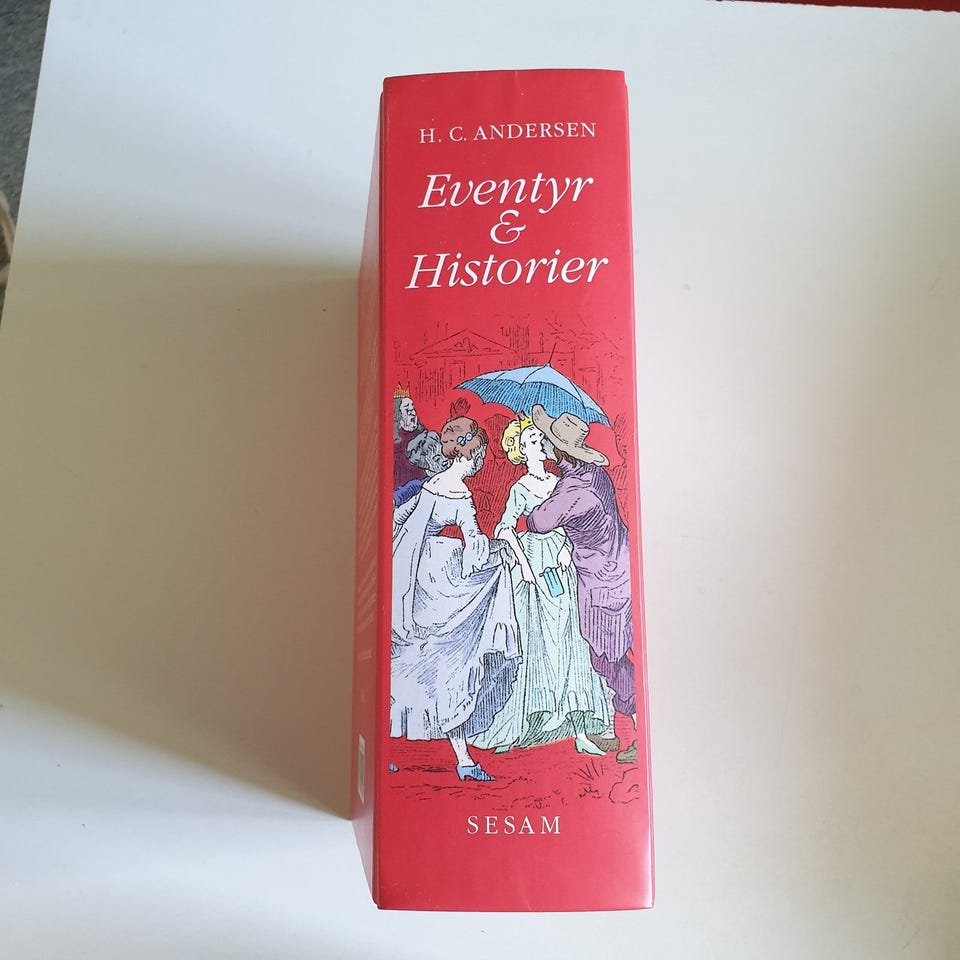 H. C. ANDERSEN
Eventyr
&
Historier
SESAM